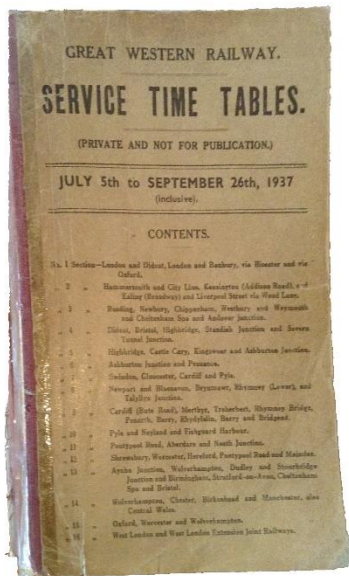 GREAT WESTERN RAILWAY.
SERVICE TIME TABLES.
(PRIVATE AND NOT FOR PUBLICATION.)
JULY 5th to SEPTEMBER 26th, 1937
(inclusive).
CONTENTS.
No. 1 Section—London and Didcot, London and Banbury, via Bicester and via
Oxford.
" 2 " Hammersmith and City Line, Kensington (Addison Road), and
Ealing (Broadway) and Liverpool Street via Wood Lane.
" 3 " Reading, Newbury, Chippenham, Westbury and Weymouth
and Cheltenham Spa and Andover Junction.
" 4 " Didcot, Bristol, Highbridge, Standish Junction and Severn
Tunnel Junction.
" 5 " Highbridge, Castle Cary, Kingswear and Ashburton Junction.
" 6 " Ashburton Junction and Penzance.
" 7 " Swindon, Gloucester, Cardiff and Pyle.
" 8 " Newport and Blaenavon, Brynmawr, Rhymney (Lower), and
Talyllyn Junction.
" 9 " Cardiff (Bute Road), Merthyr, Treherbert, Rhymney Bridge,
Penarth, Barry, Rhydyfelin, Barry and Bridgend.
" 10 " Pyle and Neyland and Fishguard Harbour.
" 11 " Pontypool Road, Aberdare and Neath Junction.
" 12 " Shrewsbury, Worcester, Hereford, Pontypool Road and Maindee.
" 13 " Aynho Junction, Wolverhampton, Dudley and Stourbridge
Junction and Birmingham, Stratford-on-Avon, Cheltenham
Spa and Bristol.
" 14 " Wolverhampton, Chester, Birkenhead and Manchester, also
Central Wales.
" 15 " Oxford, Worcester and Wolverhampton.
" 16 " West London and West London Extension Joint Railways.